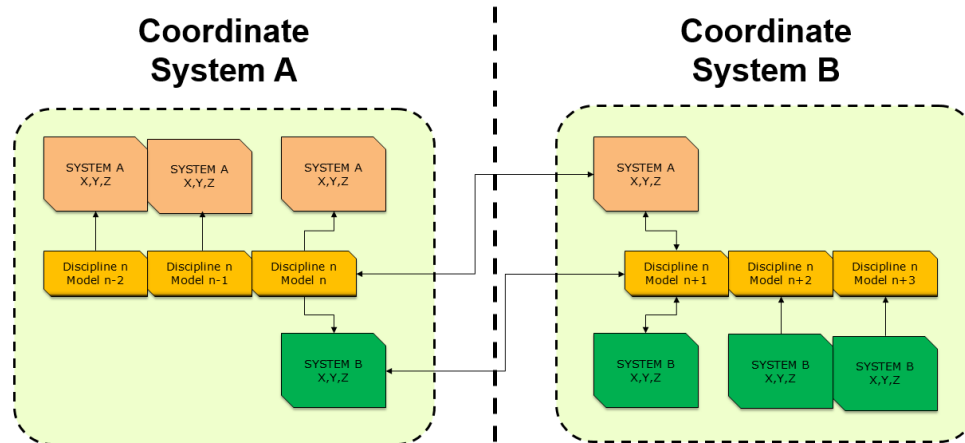 Coordinate
System A
Coordinate
System B
SYSTEM A
X,Y,Z
SYSTEM A
X,Y,Z
SYSTEM A
X,Y,Z
SYSTEM A
X,Y,Z
Discipline n
Model n-2
Discipline n
Model n-1
Discipline n
Model n
Discipline n
Model n+1
Discipline n
Model n+2
Discipline n
Model n+3
SYSTEM B
X,Y,Z
SYSTEM B
X,Y,Z
SYSTEM B
X,Y,Z
SYSTEM B
X,Y,Z